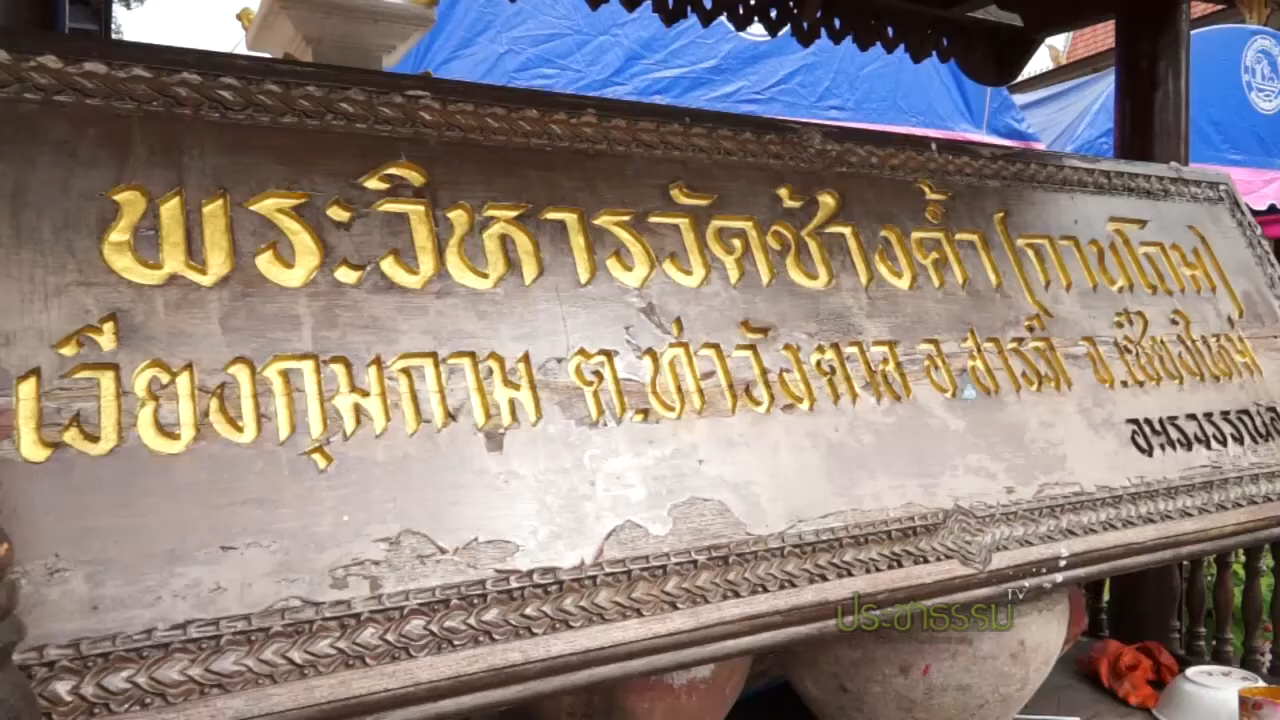 พระวิหารวัดช้างค้ำ (กานโถม)
เวียงกุมกาม ต.ท่าวังตาล อ.สารภี จ.เชียงใหม่
ประชาธรรม TV